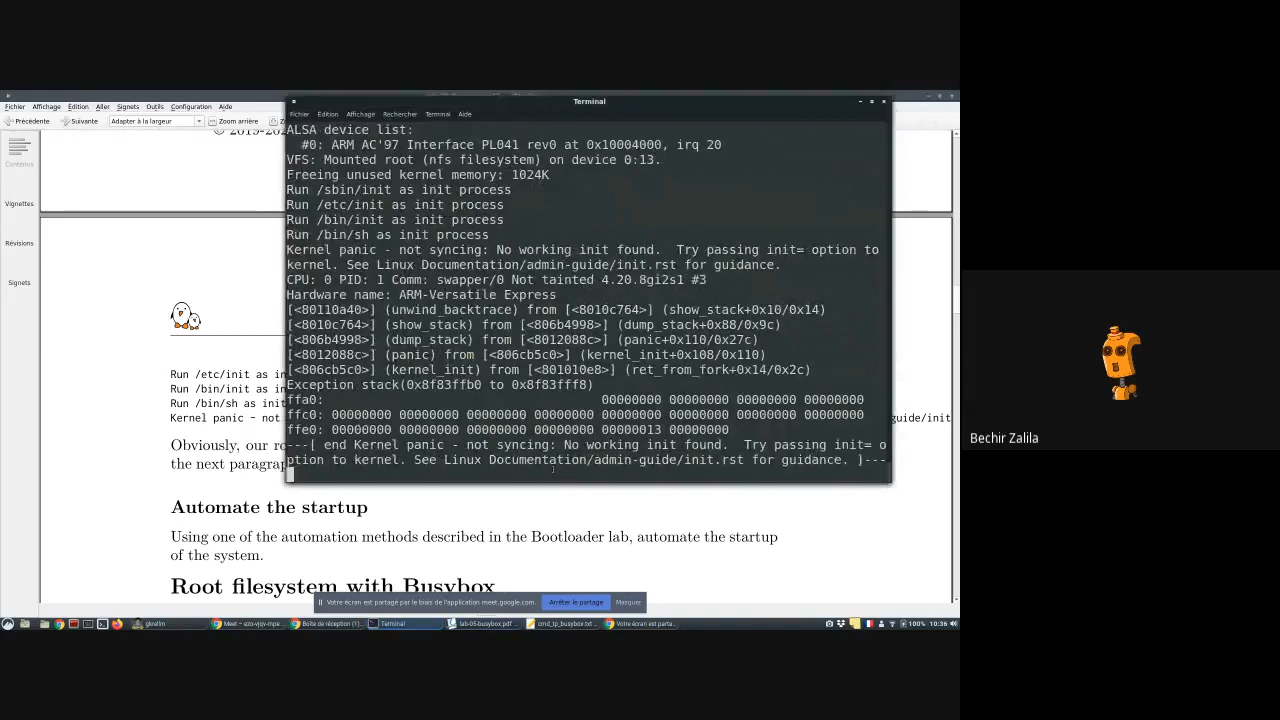 Terminal
Fichier Affichage Édition Aller Signets Outils Configuration Aide
Fichier Édition Affichage Rechercher Terminal Aide
Précédente Suivante Adapter à la largeur Zoom arrière
Contenus
Vignettes
Révisions
Signets
ALSA device list:
#0: ARM AC'97 Interface PL041 rev0 at 0x10004000, irq 20
VFS: Mounted root (nfs filesystem) on device 0:13.
Freeing unused kernel memory: 1024K
Run /sbin/init as init process
Run /etc/init as init process
Run /bin/init as init process
Run /bin/sh as init process
Kernel panic - not syncing: No working init found.  Try passing init= option to
kernel. See Linux Documentation/admin-guide/init.rst for guidance.
CPU: 0 PID: 1 Comm: swapper/0 Not tainted 4.20.8gi2s1 #3
Hardware name: ARM-Versatile Express
[<80110a40>] (unwind_backtrace) from [<8010c764>] (show_stack+0x10/0x14)
[<8010c764>] (show_stack) from [<806b4998>] (dump_stack+0x88/0x9c)
[<806b4998>] (dump_stack) from [<8012088c>] (panic+0x110/0x27c)
[<8012088c>] (panic) from [<806cb5c0>] (kernel_init+0x108/0x110)
[<806cb5c0>] (kernel_init) from [<801010e8>] (ret_from_fork+0x14/0x2c)
Exception stack(0x8f83ffb0 to 0x8f83fff8)
ffa0: 00000000 00000000 00000000 00000000
ffc0: 00000000 00000000 00000000 00000000 00000000 00000000 00000000 00000000
ffe0: 00000000 00000000 00000000 00000000 00000013 00000000
---[ end Kernel panic - not syncing: No working init found.  Try passing init= o
ption to kernel. See Linux Documentation/admin-guide/init.rst for guidance. ]---
Run /etc/init as in
Run /bin/init as in
Run /bin/sh as init
Kernel panic - not guide/init
Obviously, our ro
the next paragrap
Automate the startup
Using one of the automation methods described in the Bootloader lab, automate the startup
of the system.
Root filesystem with Busybox
Votre écran est partagé par le biais de l'application meet.google.com. Arrêter le partage Masquer
gkrellm Meet – ezo-vjqv-mpe... Boîte de réception (1)... Terminal lab-05-busybox.pdf ... cmd_tp_busybox.txt ... Votre écran est parta... 100% 10:36
Bechir Zalila